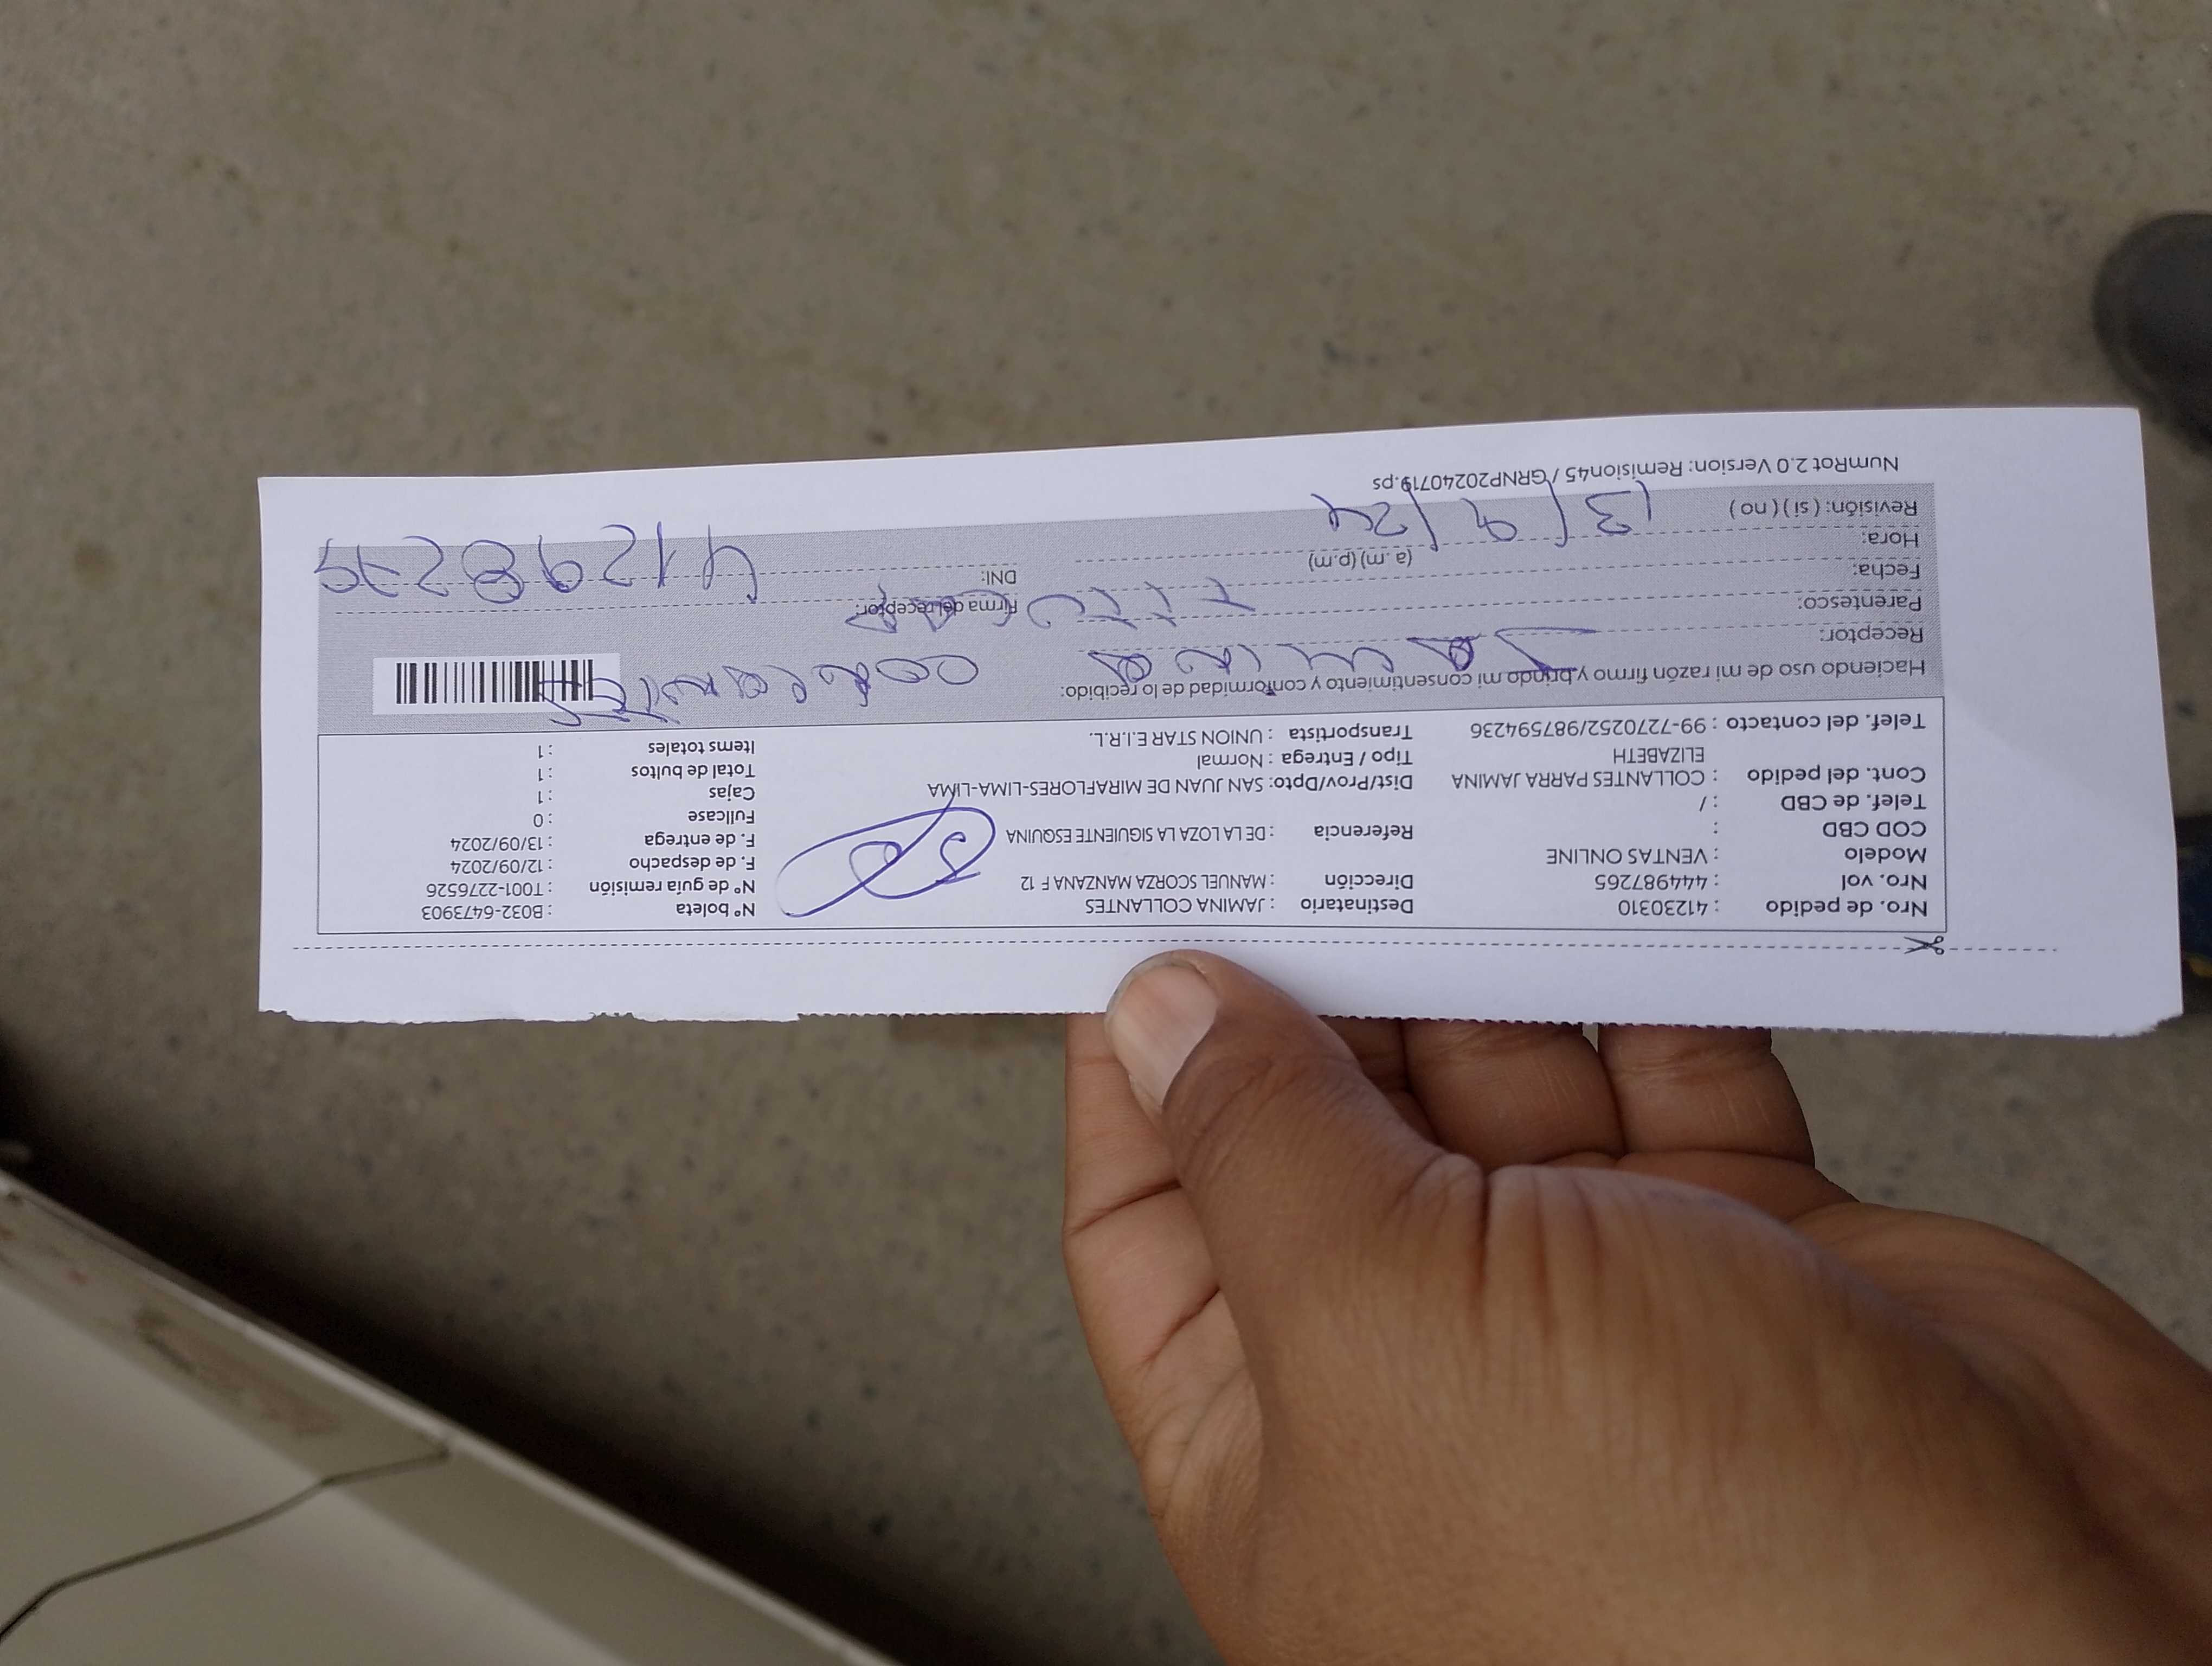 Nro. de pedido : 41230310
Nro. vol : 444987265
Modelo : VENTAS ONLINE
COD CBD :
Telef. de CBD : /
Cont. del pedido : COLLANTES PARRA JAMINA
ELIZABETH
Telef. del contacto : 99-7270252/987594236
Destinatario : JAMINA COLLANTES
Dirección : MANUEL SCORZA MANZANA F 12
Referencia : DE LA LOZA LA SIGUIENTE ESQUINA
Dist/Prov/Dpto: SAN JUAN DE MIRAFLORES-LIMA-LIMA
Tipo / Entrega : Normal
Transportista : UNION STAR E.I.R.L.
N° boleta : B032-6473903
N° de guía remisión : T001-2276526
F. de despacho : 12/09/2024
F. de entrega : 13/09/2024
Fullcase : 0
Cajas : 1
Total de bultos : 1
Items totales : 1
Haciendo uso de mi razón firmo y brindo mi consentimiento y conformidad de lo recibido:
Receptor: Jamina
Parentesco:
Fecha:
Hora: (a.m) (p.m)
Revisión: ( si ) ( no ) 13/9/24
Firma del receptor:
DNI: 41298279
NumRot 2.0 Version: Remision45 / GRNP20240719.ps